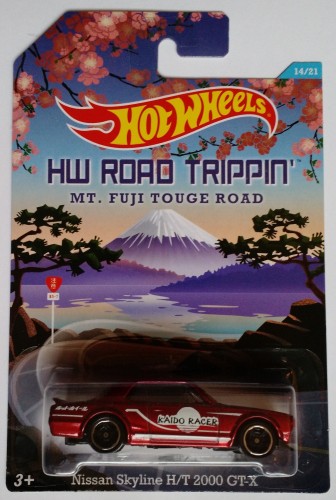 14/21
HOT WHEELS
HW ROAD TRIPPIN'
MT. FUJI TOUGE ROAD
KAIDO RACER
3+
Nissan Skyline H/T 2000 GT-X